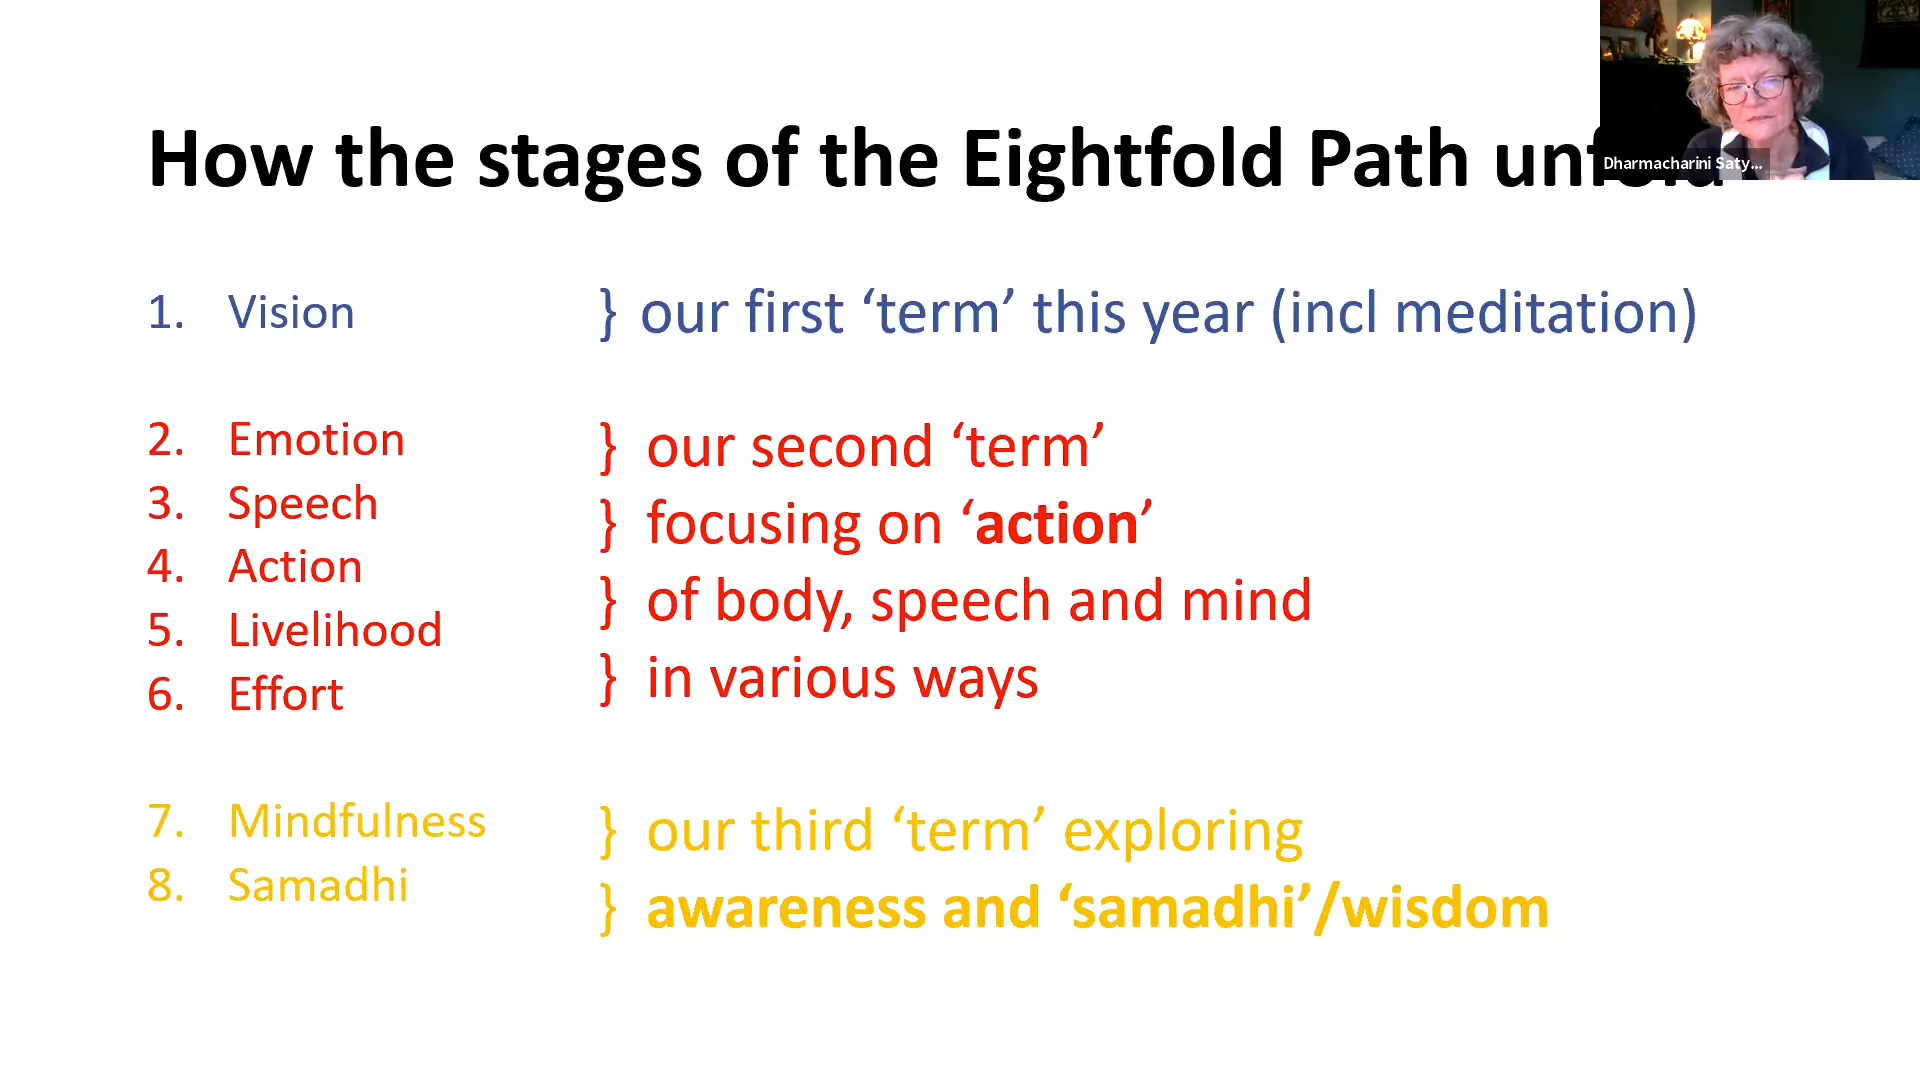 How the stages of the Eightfold Path unfold
Dharmacharini Saty...
1. Vision } our first ‘term’ this year (incl meditation)
2. Emotion } our second ‘term’
3. Speech } focusing on ‘action’
4. Action } of body, speech and mind
5. Livelihood } in various ways
6. Effort
7. Mindfulness } our third ‘term’ exploring
8. Samadhi } awareness and ‘samadhi’/wisdom